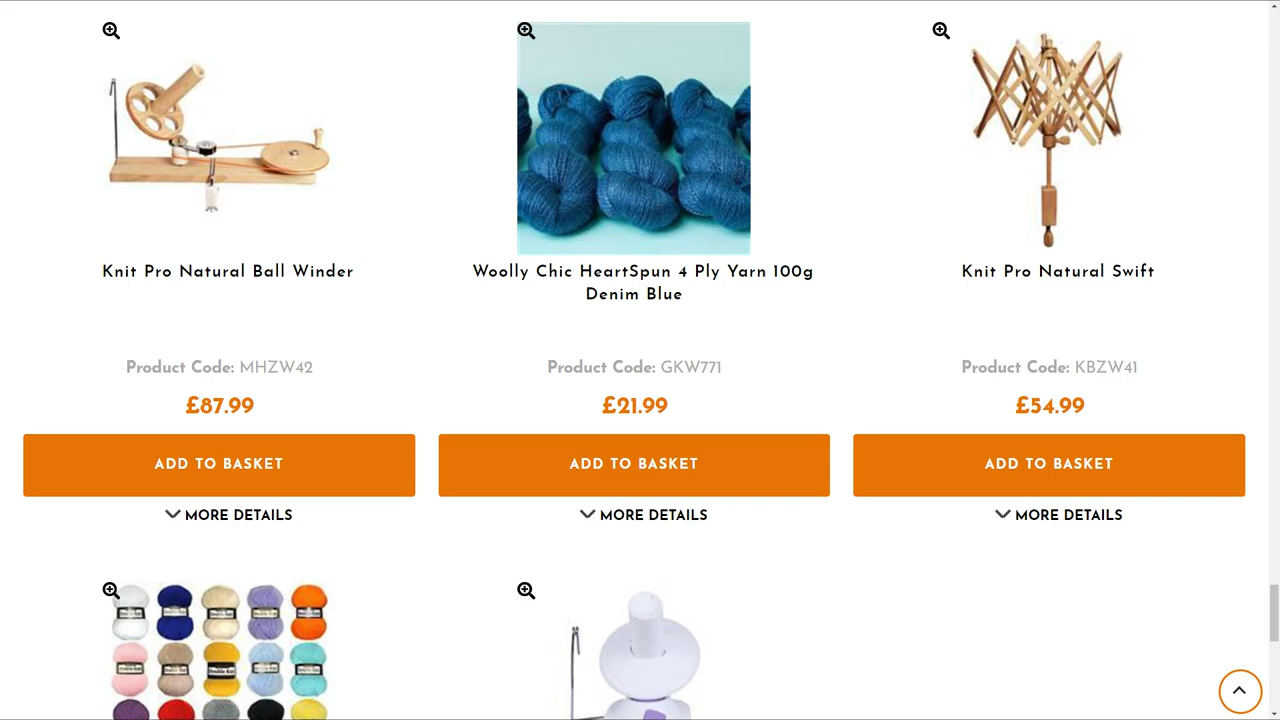 Knit Pro Natural Ball Winder
Woolly Chic HeartSpun 4 Ply Yarn 100g
Denim Blue
Knit Pro Natural Swift
Product Code: MHZW42
Product Code: GKW771
Product Code: KBZW41
£87.99
£21.99
£54.99
ADD TO BASKET
ADD TO BASKET
ADD TO BASKET
MORE DETAILS
MORE DETAILS
MORE DETAILS